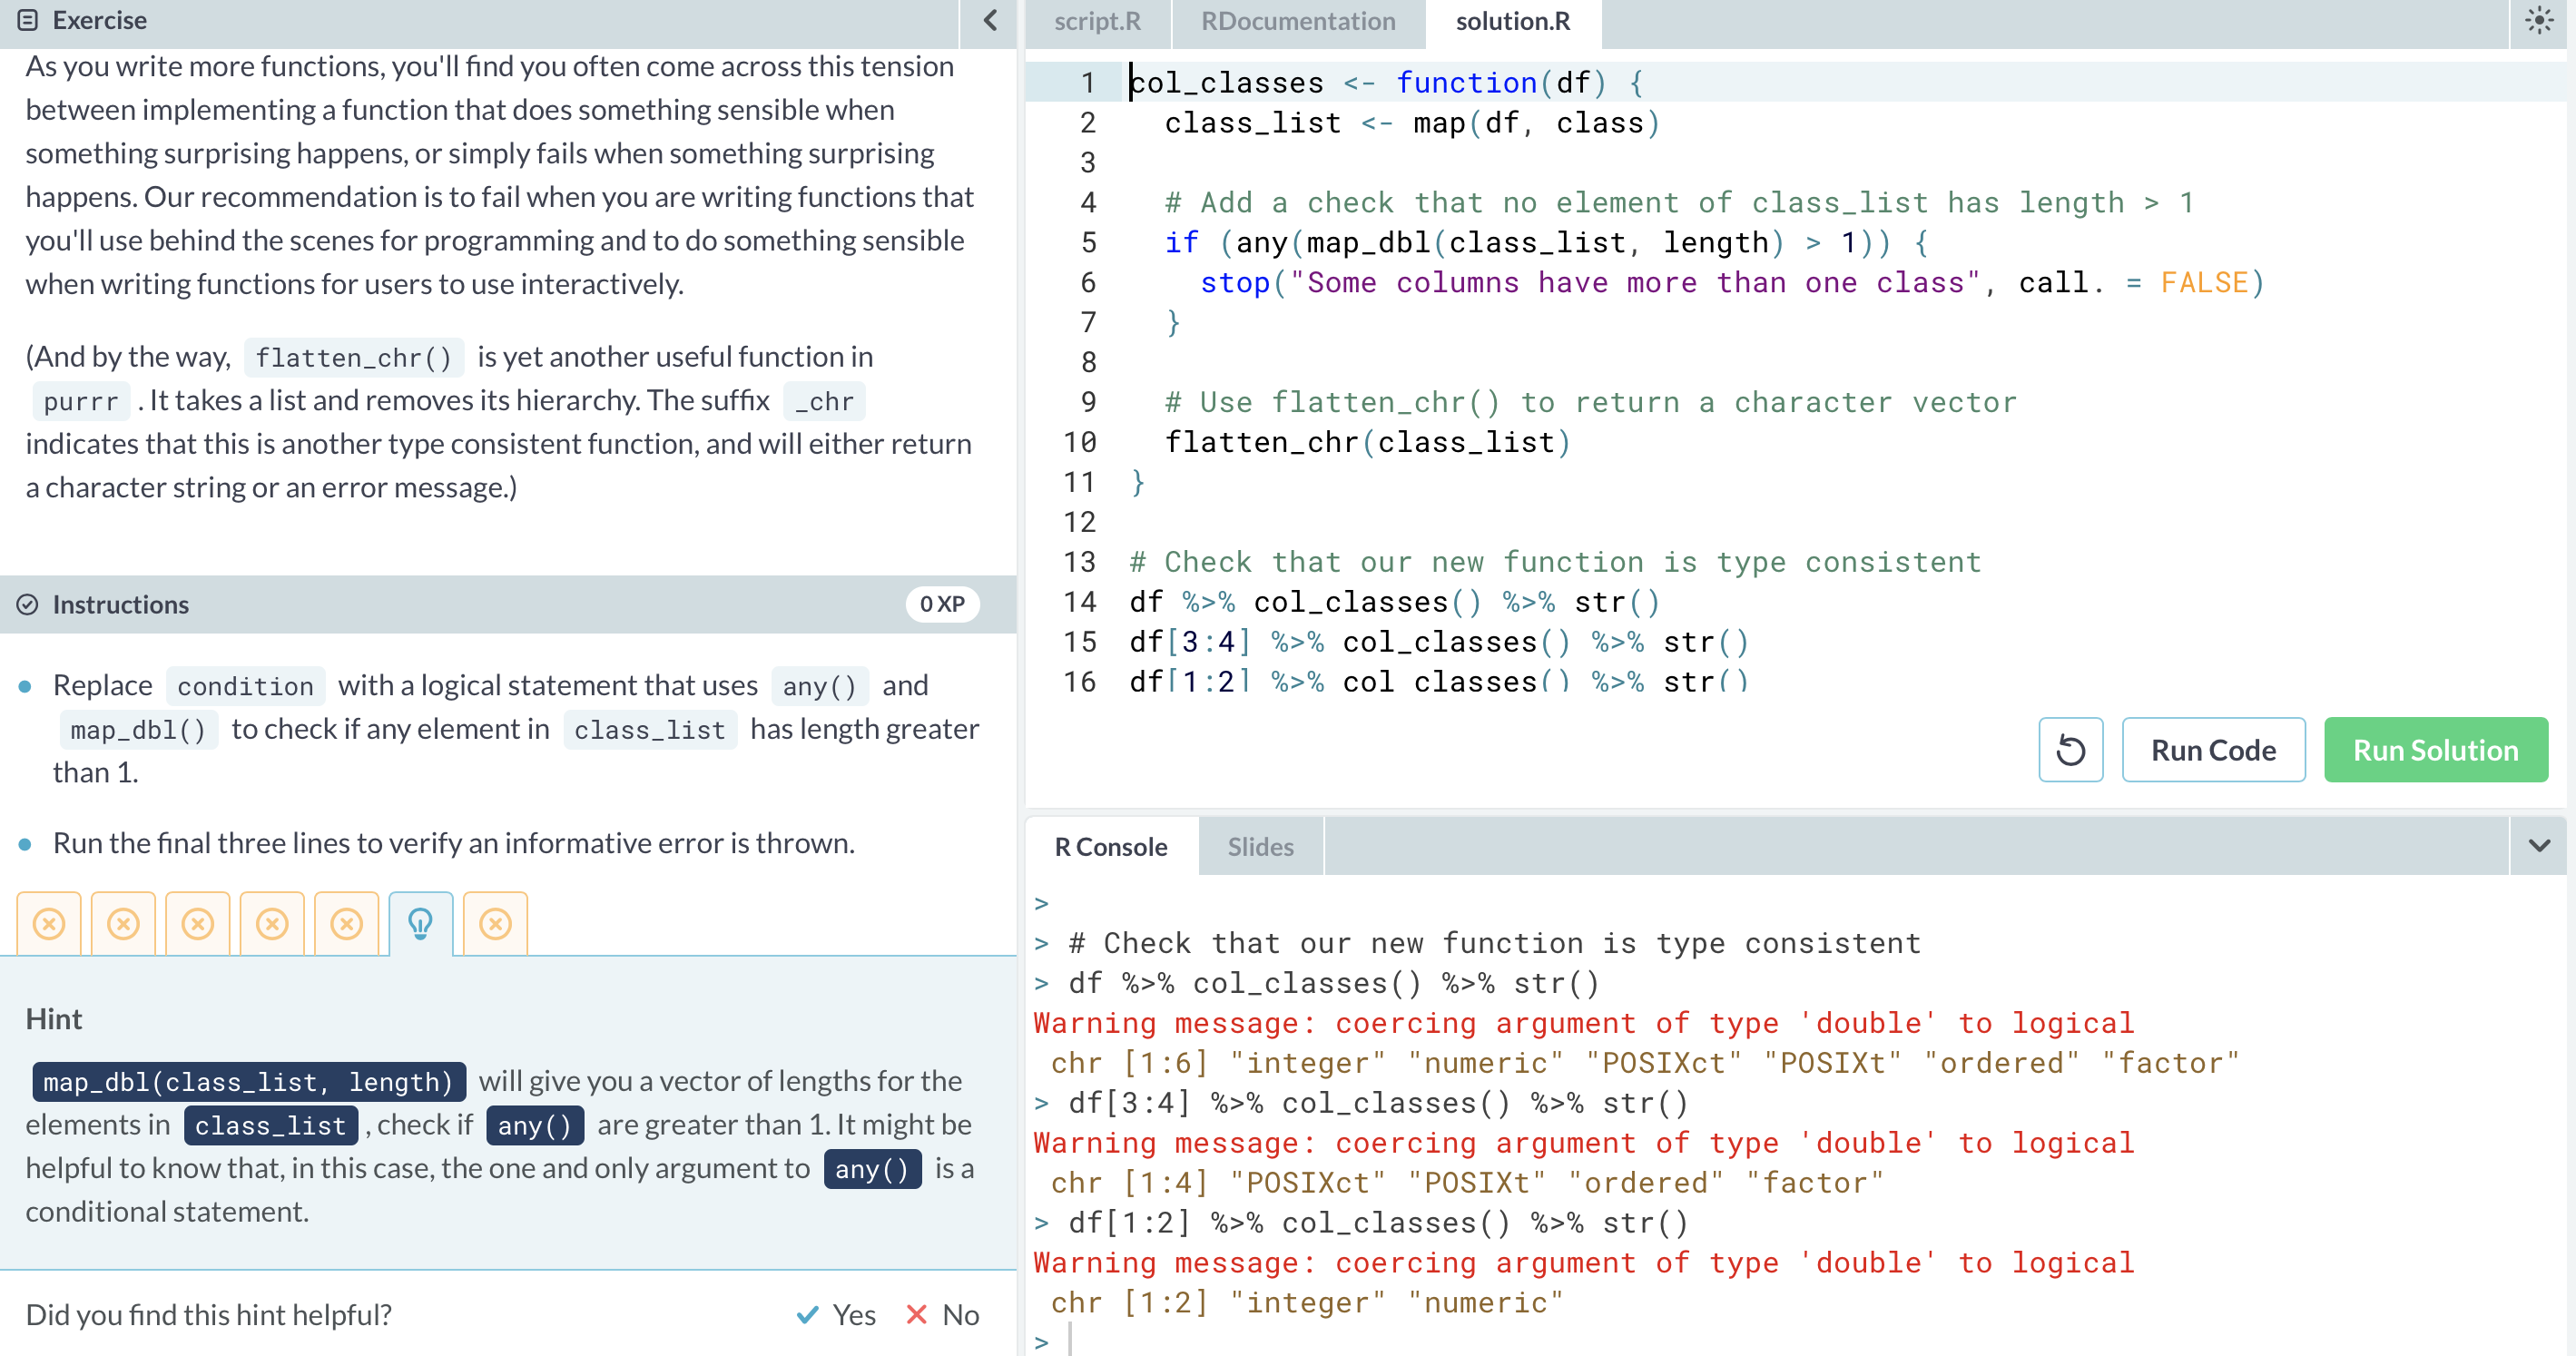 Exercise
As you write more functions, you'll find you often come across this tension
between implementing a function that does something sensible when
something surprising happens, or simply fails when something surprising
happens. Our recommendation is to fail when you are writing functions that
you'll use behind the scenes for programming and to do something sensible
when writing functions for users to use interactively.
(And by the way, flatten_chr() is yet another useful function in
purrr . It takes a list and removes its hierarchy. The suffix _chr
indicates that this is another type consistent function, and will either return
a character string or an error message.)
Instructions
0 XP
Replace condition with a logical statement that uses any() and
map_dbl() to check if any element in class_list has length greater
than 1.
Run the final three lines to verify an informative error is thrown.
Hint
map_dbl(class_list, length) will give you a vector of lengths for the
elements in class_list , check if any() are greater than 1. It might be
helpful to know that, in this case, the one and only argument to any() is a
conditional statement.
Did you find this hint helpful? Yes No
script.R RDocumentation solution.R
1 col_classes <- function(df) {
2 class_list <- map(df, class)
3
4 # Add a check that no element of class_list has length > 1
5 if (any(map_dbl(class_list, length) > 1)) {
6 stop("Some columns have more than one class", call. = FALSE)
7 }
8
9 # Use flatten_chr() to return a character vector
10 flatten_chr(class_list)
11 }
12
13 # Check that our new function is type consistent
14 df %>% col_classes() %>% str()
15 df[3:4] %>% col_classes() %>% str()
16 df[1:2] %>% col_classes() %>% str()
Run Code Run Solution
R Console Slides
>
> # Check that our new function is type consistent
> df %>% col_classes() %>% str()
Warning message: coercing argument of type 'double' to logical
chr [1:6] "integer" "numeric" "POSIXct" "POSIXt" "ordered" "factor"
> df[3:4] %>% col_classes() %>% str()
Warning message: coercing argument of type 'double' to logical
chr [1:4] "POSIXct" "POSIXt" "ordered" "factor"
> df[1:2] %>% col_classes() %>% str()
Warning message: coercing argument of type 'double' to logical
chr [1:2] "integer" "numeric"
>